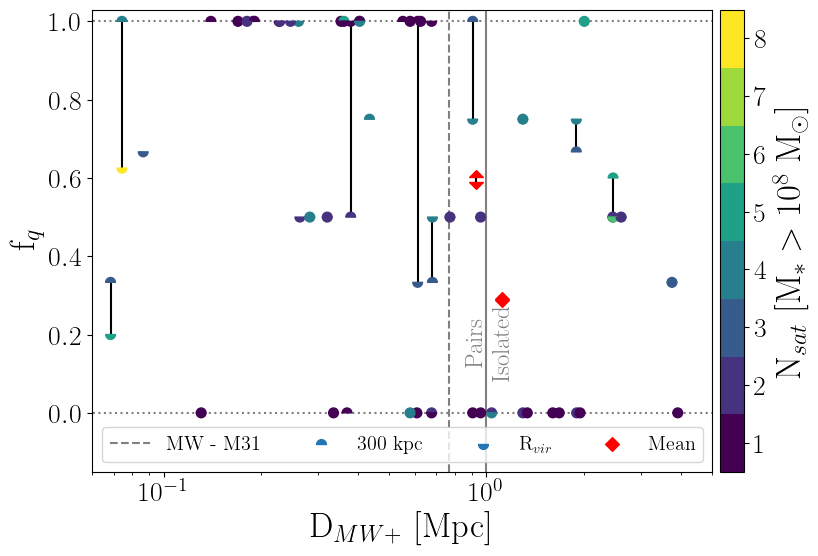 1.0
0.8
0.6
0.4
0.2
0.0
f_q
Pairs
Isolated
MW - M31
300 kpc
R_vir
Mean
10^−1
10^0
D_MW+ [Mpc]
8
7
6
5
4
3
2
1
N_sat [M_* > 10^8 M_⊙]